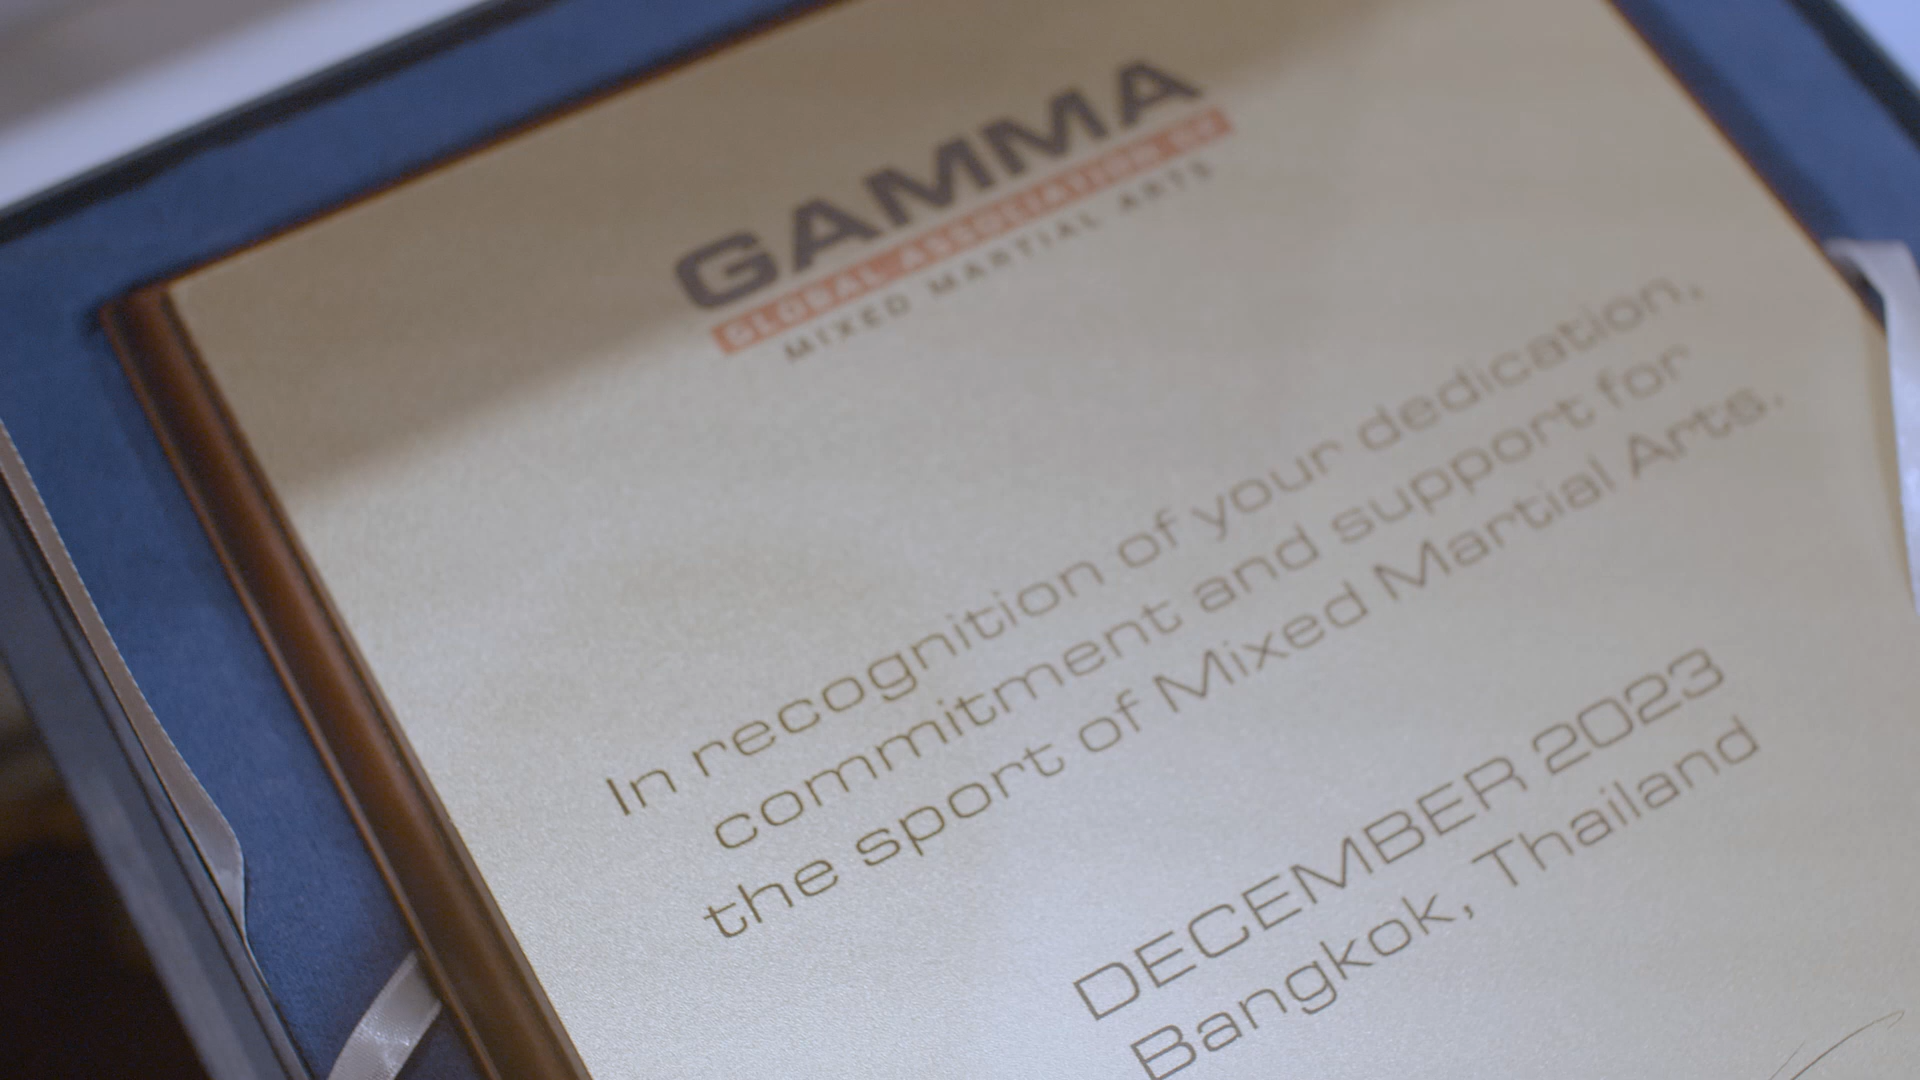 GAMMA
GLOBAL ASSOCIATION OF
MIXED MARTIAL ARTS
In recognition of your dedication,
commitment and support for
the sport of Mixed Martial Arts.
DECEMBER 2023
Bangkok, Thailand